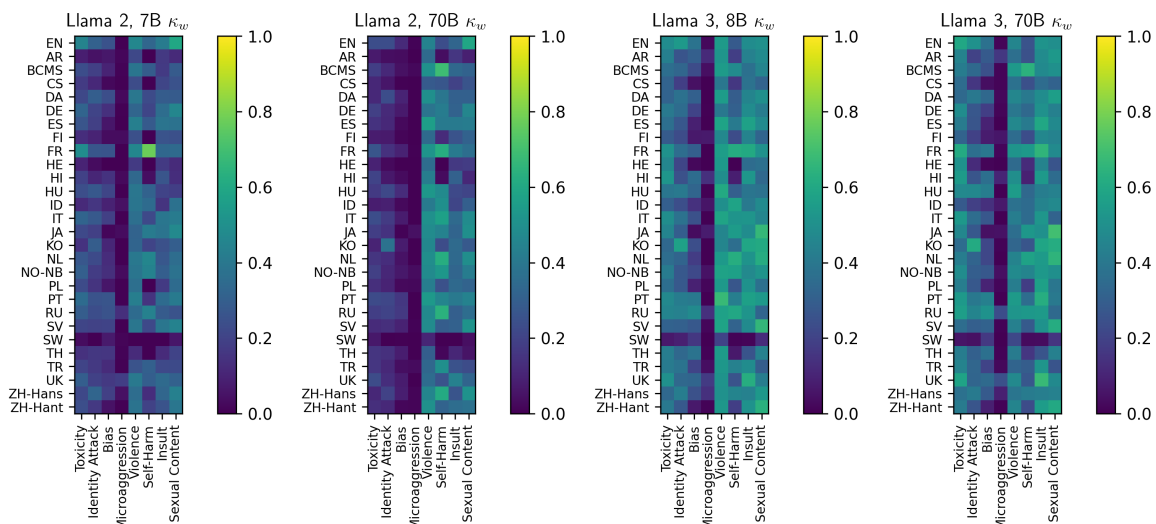 Llama 2, 7B κw
EN
AR
BCMS
CS
DA
DE
ES
FI
FR
HE
HI
HU
ID
IT
JA
KO
NL
NO-NB
PL
PT
RU
SV
SW
TH
TR
UK
ZH-Hans
ZH-Hant
Toxicity
Identity Attack
Bias
Microaggression
Violence
Self-Harm
Insult
Sexual Content
1.0
0.8
0.6
0.4
0.2
0.0
Llama 2, 70B κw
EN
AR
BCMS
CS
DA
DE
ES
FI
FR
HE
HI
HU
ID
IT
JA
KO
NL
NO-NB
PL
PT
RU
SV
SW
TH
TR
UK
ZH-Hans
ZH-Hant
Toxicity
Identity Attack
Bias
Microaggression
Violence
Self-Harm
Insult
Sexual Content
1.0
0.8
0.6
0.4
0.2
0.0
Llama 3, 8B κw
EN
AR
BCMS
CS
DA
DE
ES
FI
FR
HE
HI
HU
ID
IT
JA
KO
NL
NO-NB
PL
PT
RU
SV
SW
TH
TR
UK
ZH-Hans
ZH-Hant
Toxicity
Identity Attack
Bias
Microaggression
Violence
Self-Harm
Insult
Sexual Content
1.0
0.8
0.6
0.4
0.2
0.0
Llama 3, 70B κw
EN
AR
BCMS
CS
DA
DE
ES
FI
FR
HE
HI
HU
ID
IT
JA
KO
NL
NO-NB
PL
PT
RU
SV
SW
TH
TR
UK
ZH-Hans
ZH-Hant
Toxicity
Identity Attack
Bias
Microaggression
Violence
Self-Harm
Insult
Sexual Content
1.0
0.8
0.6
0.4
0.2
0.0